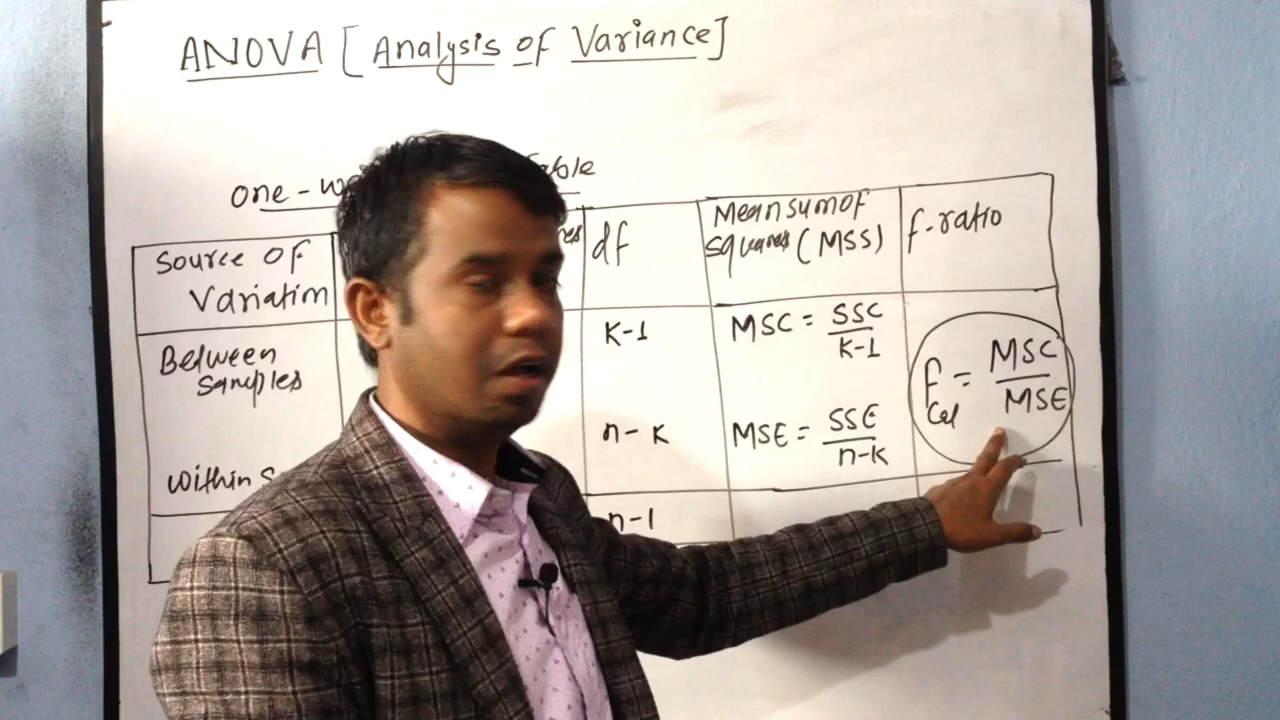 ANOVA [Analysis of Variance]
one-
Source of
Variation
df
Mean sum of
squares (MSS)
f-ratio
Between
samples
K-1
MSC = SSC
K-1
F = MSC
Cal MSE
within
n-K
MSE = SSE
n-K
n-1